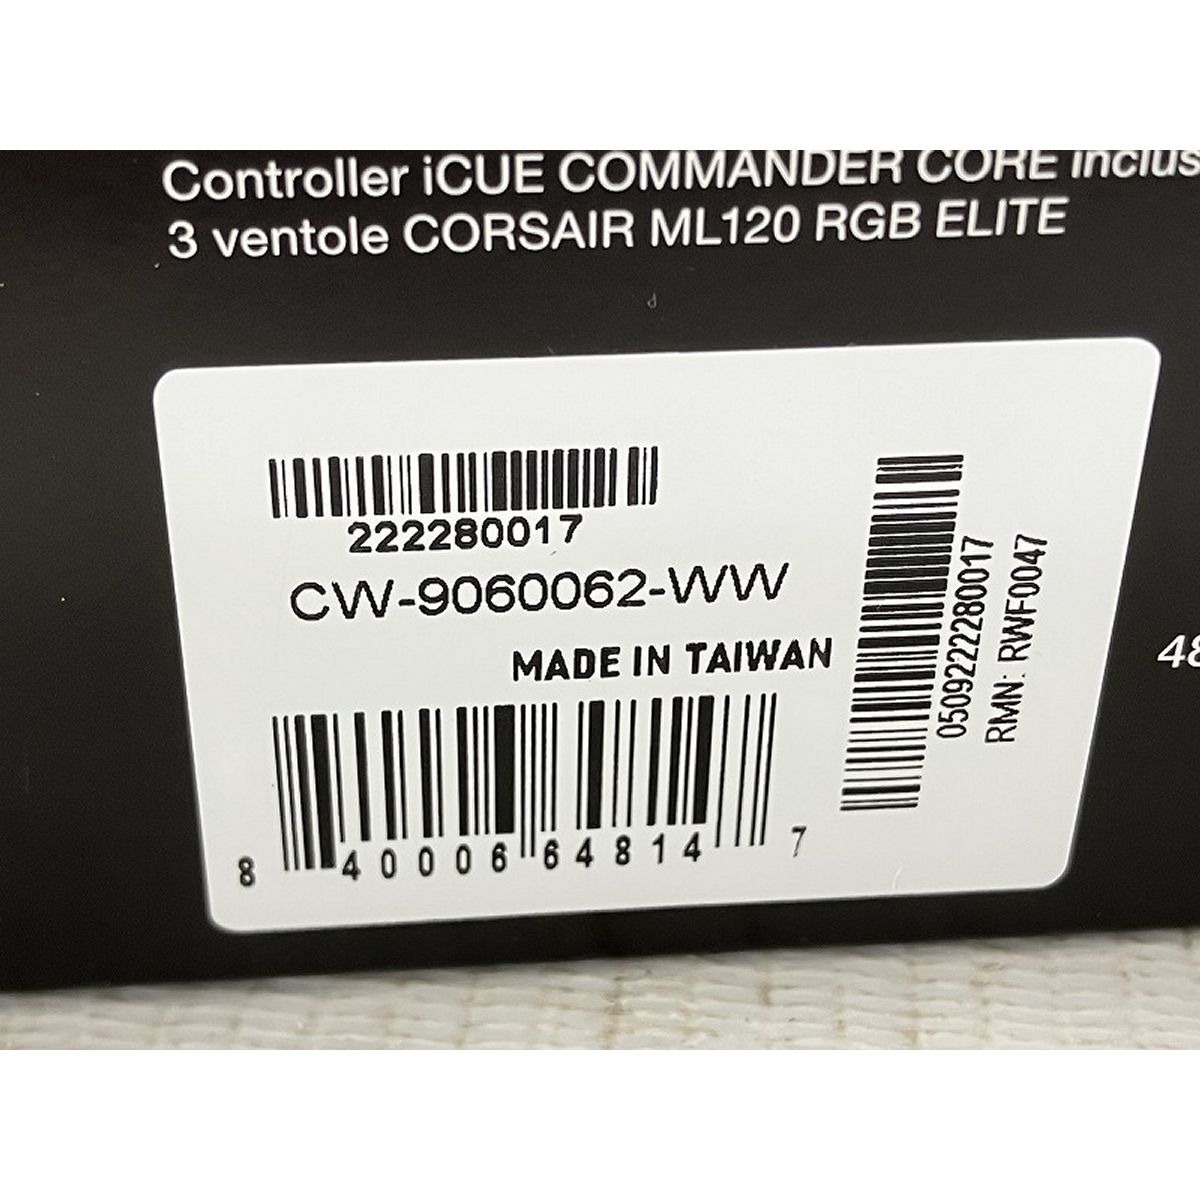 Controller iCUE COMMANDER CORE inclus
3 ventole CORSAIR ML120 RGB ELITE
222280017
CW-9060062-WW
MADE IN TAIWAN
8 40006 64814 7
0509222280017
RMN: RWF0047
48